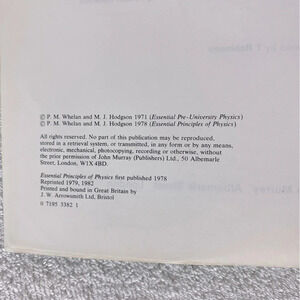 © P. M. Whelan and M. J. Hodgson 1971 (Essential Pre-University Physics)
© P. M. Whelan and M. J. Hodgson 1978 (Essential Principles of Physics)
All rights reserved. No part of this publication may be reproduced,
stored in a retrieval system, or transmitted, in any form or by any means,
electronic, mechanical, photocopying, recording or otherwise, without
the prior permission of John Murray (Publishers) Ltd., 50 Albemarle
Street, London, W1X 4BD.
Essential Principles of Physics first published 1978
Reprinted 1979, 1982
Printed and bound in Great Britain by
J. W. Arrowsmith Ltd, Bristol
0 7195 3382 1